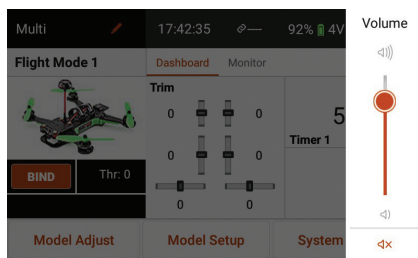 Multi 17:42:35 92% 4V
Volume
Flight Mode 1 Dashboard Monitor
Trim
0 0 5
Timer 1
0 0
BIND Thr: 0
0 0
Model Adjust Model Setup System